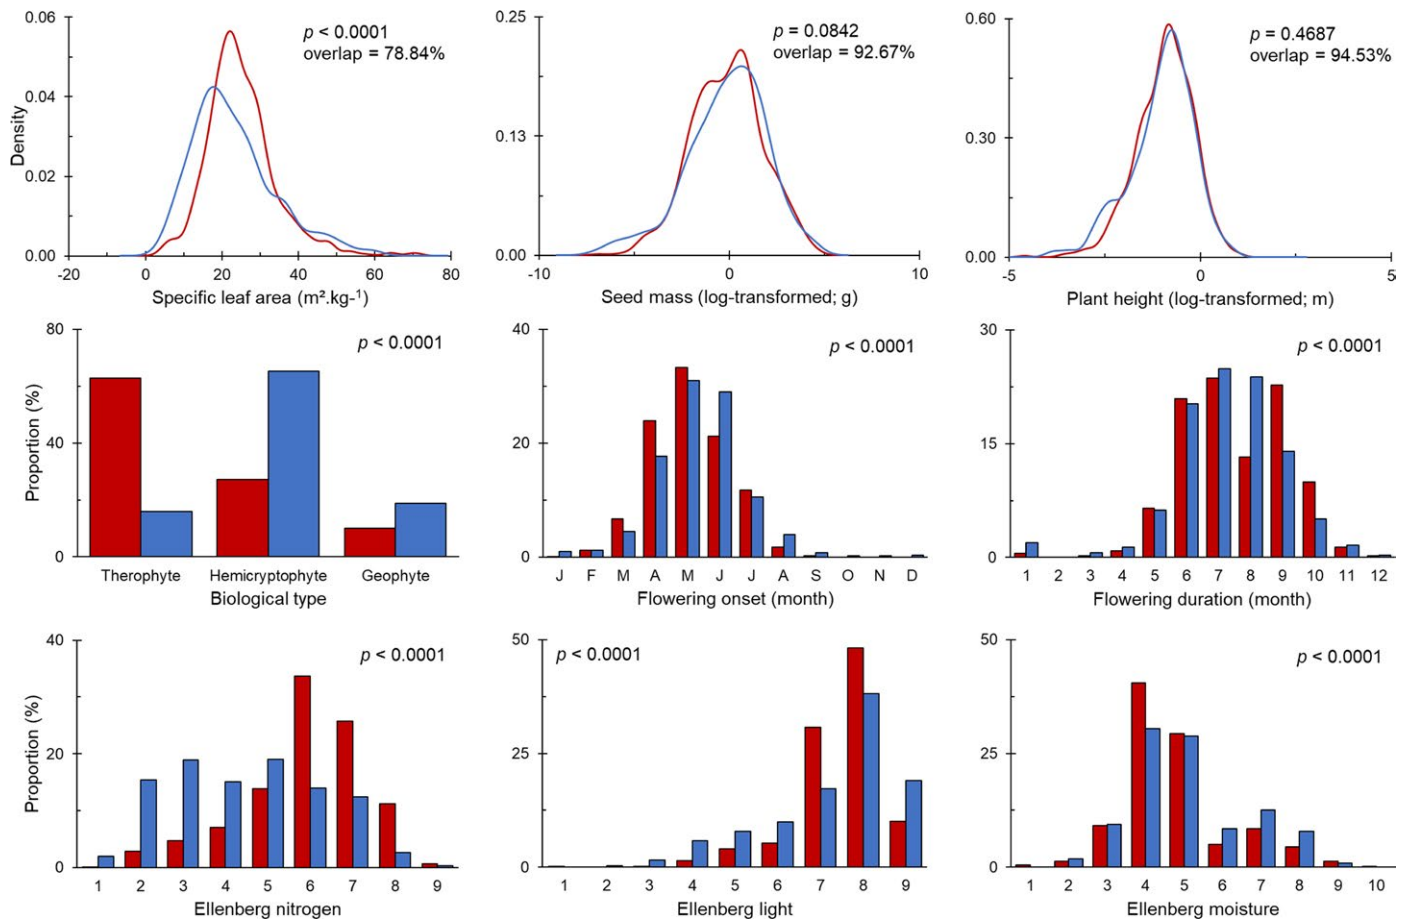 0.06
0.04
0.02
0.00
Density
-20 0 20 40 60 80
Specific leaf area (m².kg-¹)
p < 0.0001
overlap = 78.84%
0.25
0.13
0.00
-10 0 10
Seed mass (log-transformed; g)
p = 0.0842
overlap = 92.67%
0.60
0.30
0.00
-5 0 5
Plant height (log-transformed; m)
p = 0.4687
overlap = 94.53%
80
40
0
Proportion (%)
p < 0.0001
Therophyte Hemicryptophyte Geophyte
Biological type
40
20
0
p < 0.0001
J F M A M J J A S O N D
Flowering onset (month)
30
15
0
p < 0.0001
1 2 3 4 5 6 7 8 9 10 11 12
Flowering duration (month)
40
20
0
Proportion (%)
p < 0.0001
1 2 3 4 5 6 7 8 9
Ellenberg nitrogen
50
25
0
p < 0.0001
1 2 3 4 5 6 7 8 9
Ellenberg light
50
25
0
p < 0.0001
1 2 3 4 5 6 7 8 9 10
Ellenberg moisture